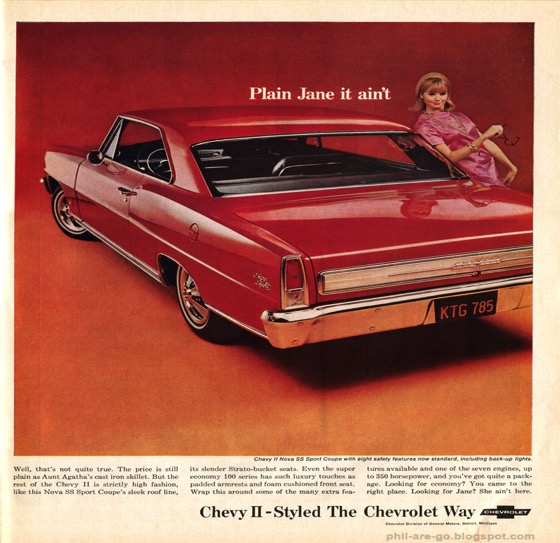 Plain Jane it ain't
KTG 785
Chevy II Nova SS Sport Coupe with eight safety features now standard, including back-up lights.
Well, that's not quite true. The price is still
plain as Aunt Agatha's cast iron skillet. But the
rest of the Chevy II is strictly high fashion,
like this Nova SS Sport Coupe's sleek roof line,
its slender Strato-bucket seats. Even the super
economy 100 series has such luxury touches as
padded armrests and foam cushioned front seat.
Wrap this around some of the many extra fea-
tures available and one of the seven engines, up
to 350 horsepower, and you've got quite a pack-
age. Looking for economy? You came to the
right place. Looking for Jane? She ain't here.
Chevy II - Styled The Chevrolet Way
CHEVROLET
Chevrolet Division of General Motors, Detroit, Michigan
phil-are-go.blogspot.com